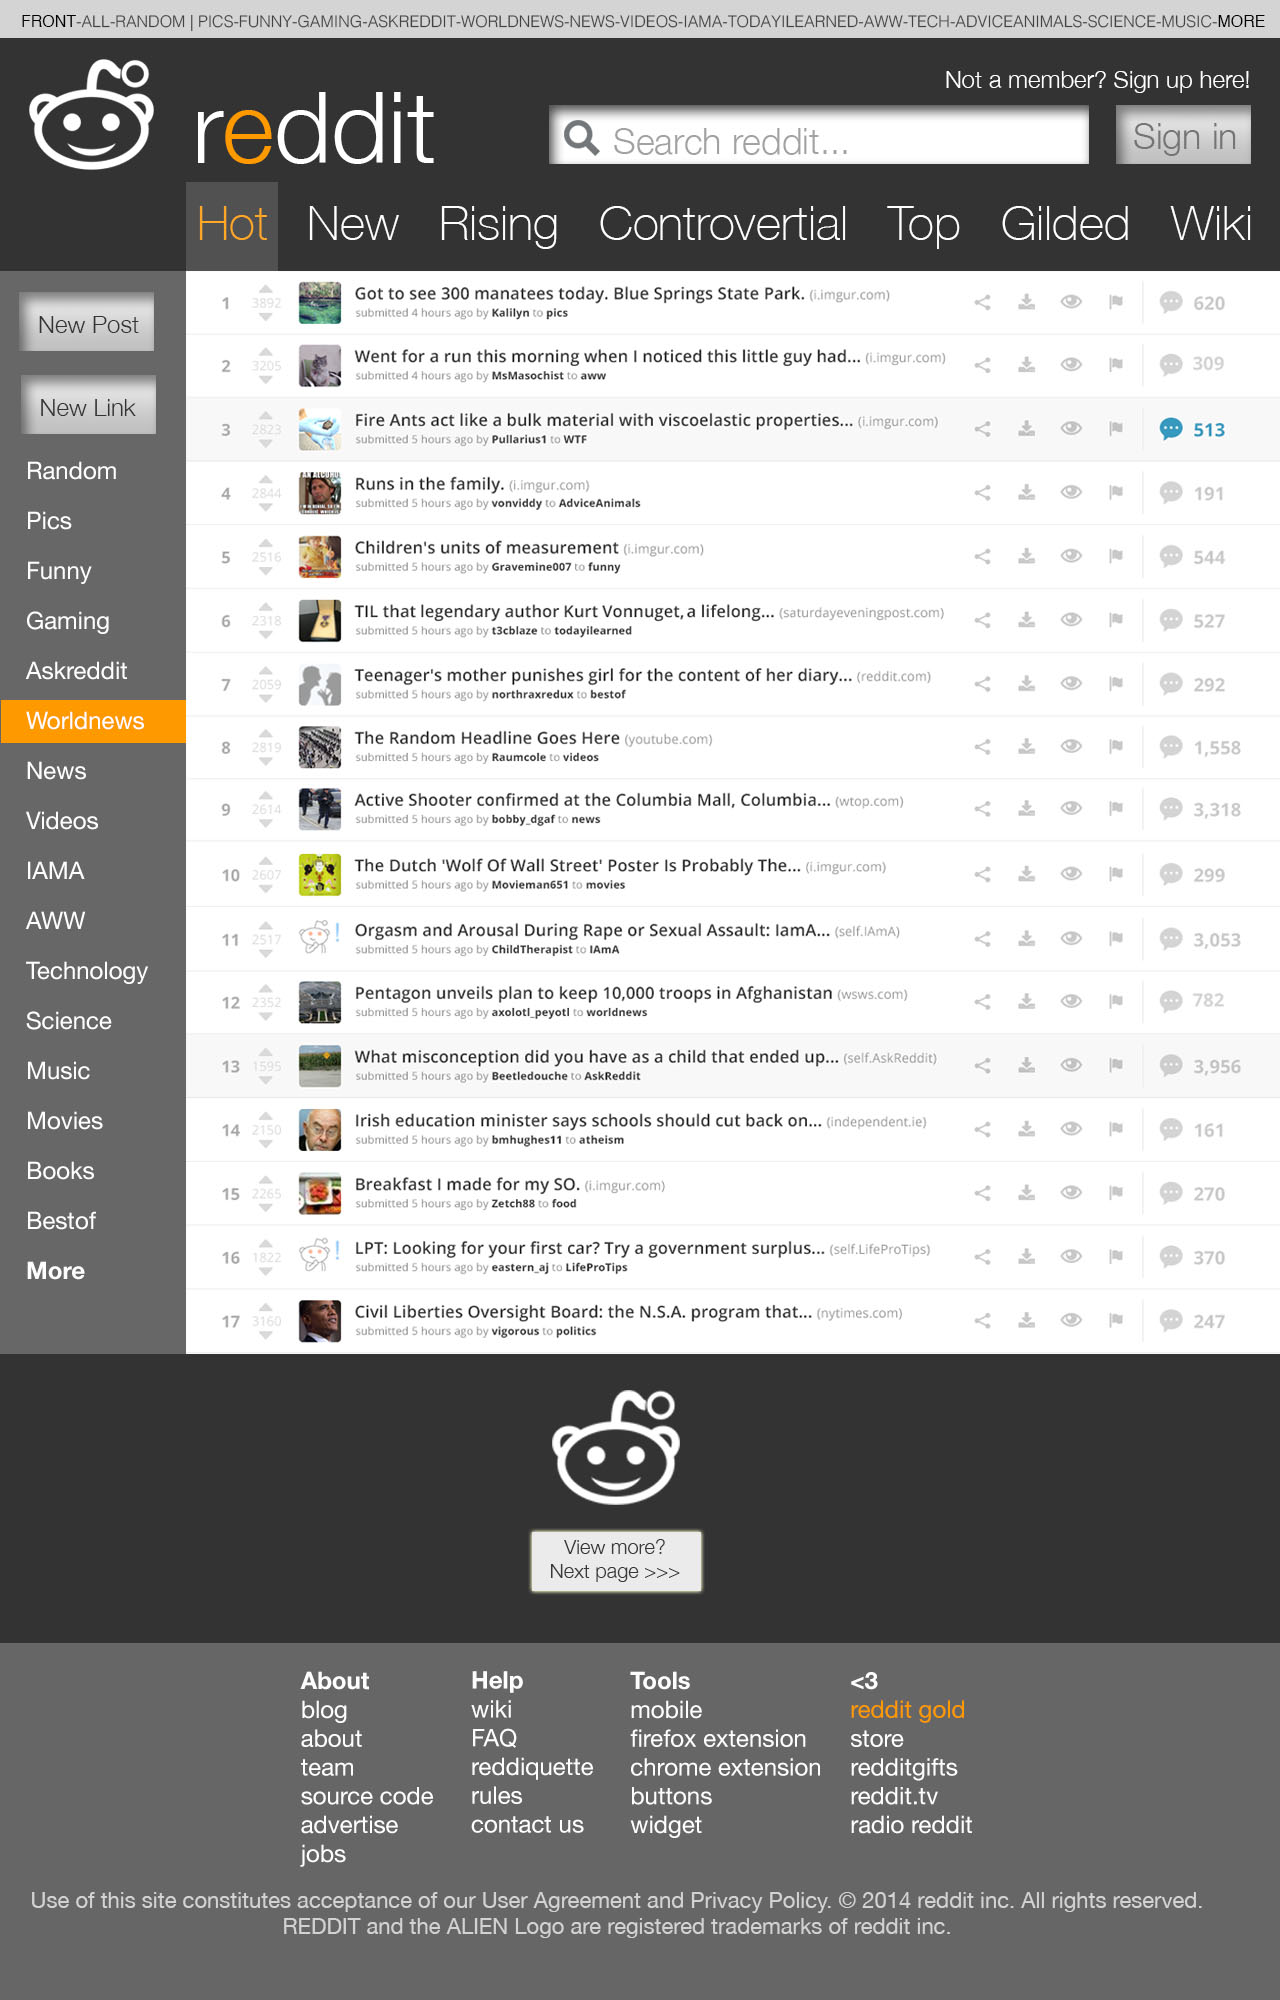 FRONT-ALL-RANDOM | PICS-FUNNY-GAMING-ASKREDDIT-WORLDNEWS-NEWS-VIDEOS-IAMA-TODAYILEARNED-AWW-TECH-ADVICEANIMALS-SCIENCE-MUSIC-MORE
Not a member? Sign up here!
reddit
Search reddit...
Sign in
Hot New Rising Controvertial Top Gilded Wiki
New Post
New Link
Random
Pics
Funny
Gaming
Askreddit
Worldnews
News
Videos
IAMA
AWW
Technology
Science
Music
Movies
Books
Bestof
More
1 3892 Got to see 300 manatees today. Blue Springs State Park. (i.imgur.com) 620
submitted 4 hours ago by Kalilyn to pics
2 3205 Went for a run this morning when I noticed this little guy had... (i.imgur.com) 309
submitted 4 hours ago by MsMasochist to aww
3 2823 Fire Ants act like a bulk material with viscoelastic properties... (i.imgur.com) 513
submitted 5 hours ago by Pullarius1 to WTF
4 2844 Runs in the family. (i.imgur.com) 191
submitted 5 hours ago by vonviddy to AdviceAnimals
5 2516 Children's units of measurement (i.imgur.com) 544
submitted 5 hours ago by Gravemine007 to funny
6 2318 TIL that legendary author Kurt Vonnuget, a lifelong... (saturdayeveningpost.com) 527
submitted 5 hours ago by t3cblaze to todayilearned
7 2059 Teenager's mother punishes girl for the content of her diary... (reddit.com) 292
submitted 5 hours ago by northraxredux to bestof
8 2819 The Random Headline Goes Here (youtube.com) 1,558
submitted 5 hours ago by Raumcole to videos
9 2614 Active Shooter confirmed at the Columbia Mall, Columbia... (wtop.com) 3,318
submitted 5 hours ago by bobby_dgaf to news
10 2607 The Dutch 'Wolf Of Wall Street' Poster Is Probably The... (i.imgur.com) 299
submitted 5 hours ago by Movieman651 to movies
11 2517 Orgasm and Arousal During Rape or Sexual Assault: IamA... (self.IAmA) 3,053
submitted 5 hours ago by ChildTherapist to IAmA
12 2352 Pentagon unveils plan to keep 10,000 troops in Afghanistan (wsws.com) 782
submitted 5 hours ago by axolotl_peyotl to worldnews
13 1595 What misconception did you have as a child that ended up... (self.AskReddit) 3,956
submitted 5 hours ago by Beetledouche to AskReddit
14 2150 Irish education minister says schools should cut back on... (independent.ie) 161
submitted 5 hours ago by bmhughes11 to atheism
15 2265 Breakfast I made for my SO. (i.imgur.com) 270
submitted 5 hours ago by Zetch88 to food
16 1822 LPT: Looking for your first car? Try a government surplus... (self.LifeProTips) 370
submitted 5 hours ago by eastern_aj to LifeProTips
17 3160 Civil Liberties Oversight Board: the N.S.A. program that... (nytimes.com) 247
submitted 5 hours ago by vigorous to politics
View more?
Next page >>>
About
blog
about
team
source code
advertise
jobs
Help
wiki
FAQ
reddiquette
rules
contact us
Tools
mobile
firefox extension
chrome extension
buttons
widget
<3
reddit gold
store
redditgifts
reddit.tv
radio reddit
Use of this site constitutes acceptance of our User Agreement and Privacy Policy. © 2014 reddit inc. All rights reserved.
REDDIT and the ALIEN Logo are registered trademarks of reddit inc.